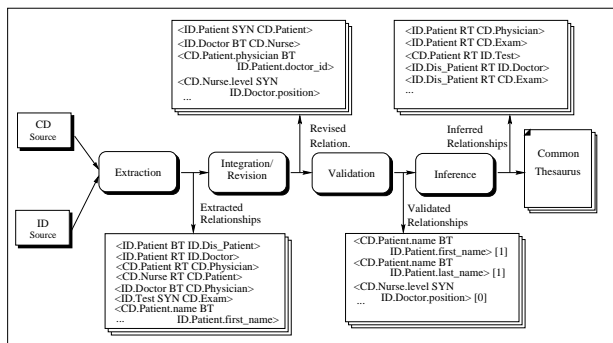 <ID.Patient SYN CD.Patient>
<ID.Doctor BT CD.Nurse>
<CD.Patient.physician BT
ID.Patient.doctor_id>
<CD.Nurse.level SYN
ID.Doctor.position>
...
<ID.Patient RT CD.Physician>
<ID.Patient RT CD.Exam>
<CD.Patient RT ID.Test>
<ID.Dis_Patient RT ID.Doctor>
<ID.Dis_Patient RT CD.Exam>
...
CD
Source
ID
Source
Extraction
Integration/
Revision
Revised
Relation.
Validation
Inference
Inferred
Relationships
Common
Thesaurus
Extracted
Relationships
Validated
Relationships
<ID.Patient BT ID.Dis_Patient>
<ID.Patient RT ID.Doctor>
<CD.Patient RT CD.Physician>
<CD.Nurse RT CD.Patient>
<ID.Doctor BT CD.Physician>
<ID.Test SYN CD.Exam>
<CD.Patient.name BT
... ID.Patient.first_name>
<CD.Patient.name BT
ID.Patient.first_name> [1]
<CD.Patient.name BT
ID.Patient.last_name> [1]
<CD.Nurse.level SYN
... ID.Doctor.position> [0]